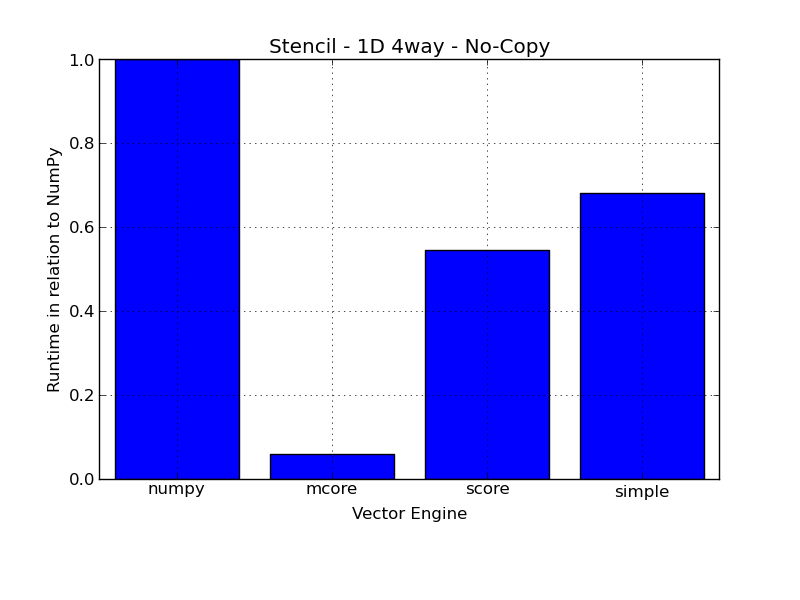 Stencil - 1D 4way - No-Copy
1.0
0.8
0.6
0.4
0.2
0.0
Runtime in relation to NumPy
numpy mcore score simple
Vector Engine